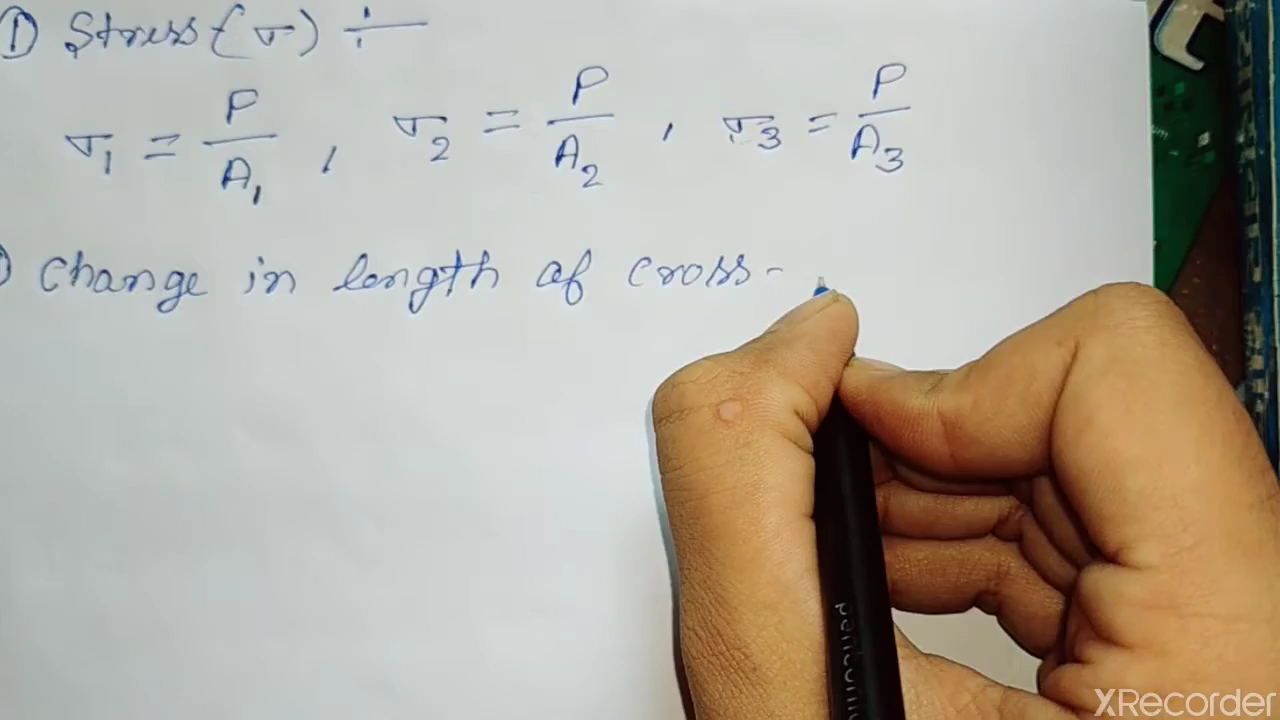 ① Stress (σ) ÷
σ₁ = P/A₁ , σ₂ = P/A₂ , σ₃ = P/A₃
Change in length of cross-
XRecorder